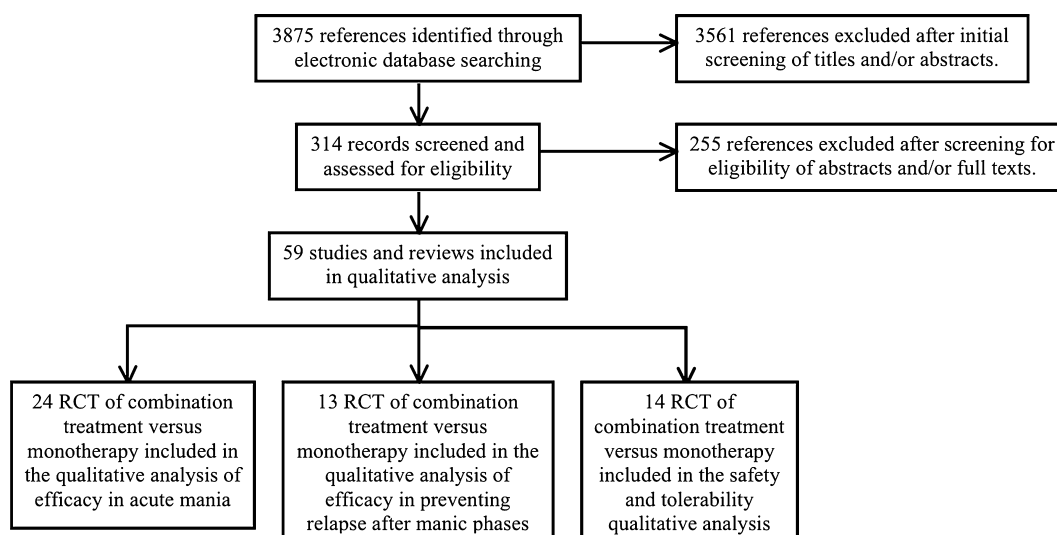 3875 references identified through
electronic database searching
3561 references excluded after initial
screening of titles and/or abstracts.
314 records screened and
assessed for eligibility
255 references excluded after screening for
eligibility of abstracts and/or full texts.
59 studies and reviews included
in qualitative analysis
24 RCT of combination
treatment versus
monotherapy included in
the qualitative analysis of
efficacy in acute mania
13 RCT of combination
treatment versus
monotherapy included in the
qualitative analysis of
efficacy in preventing
relapse after manic phases
14 RCT of
combination treatment
versus monotherapy
included in the safety
and tolerability
qualitative analysis